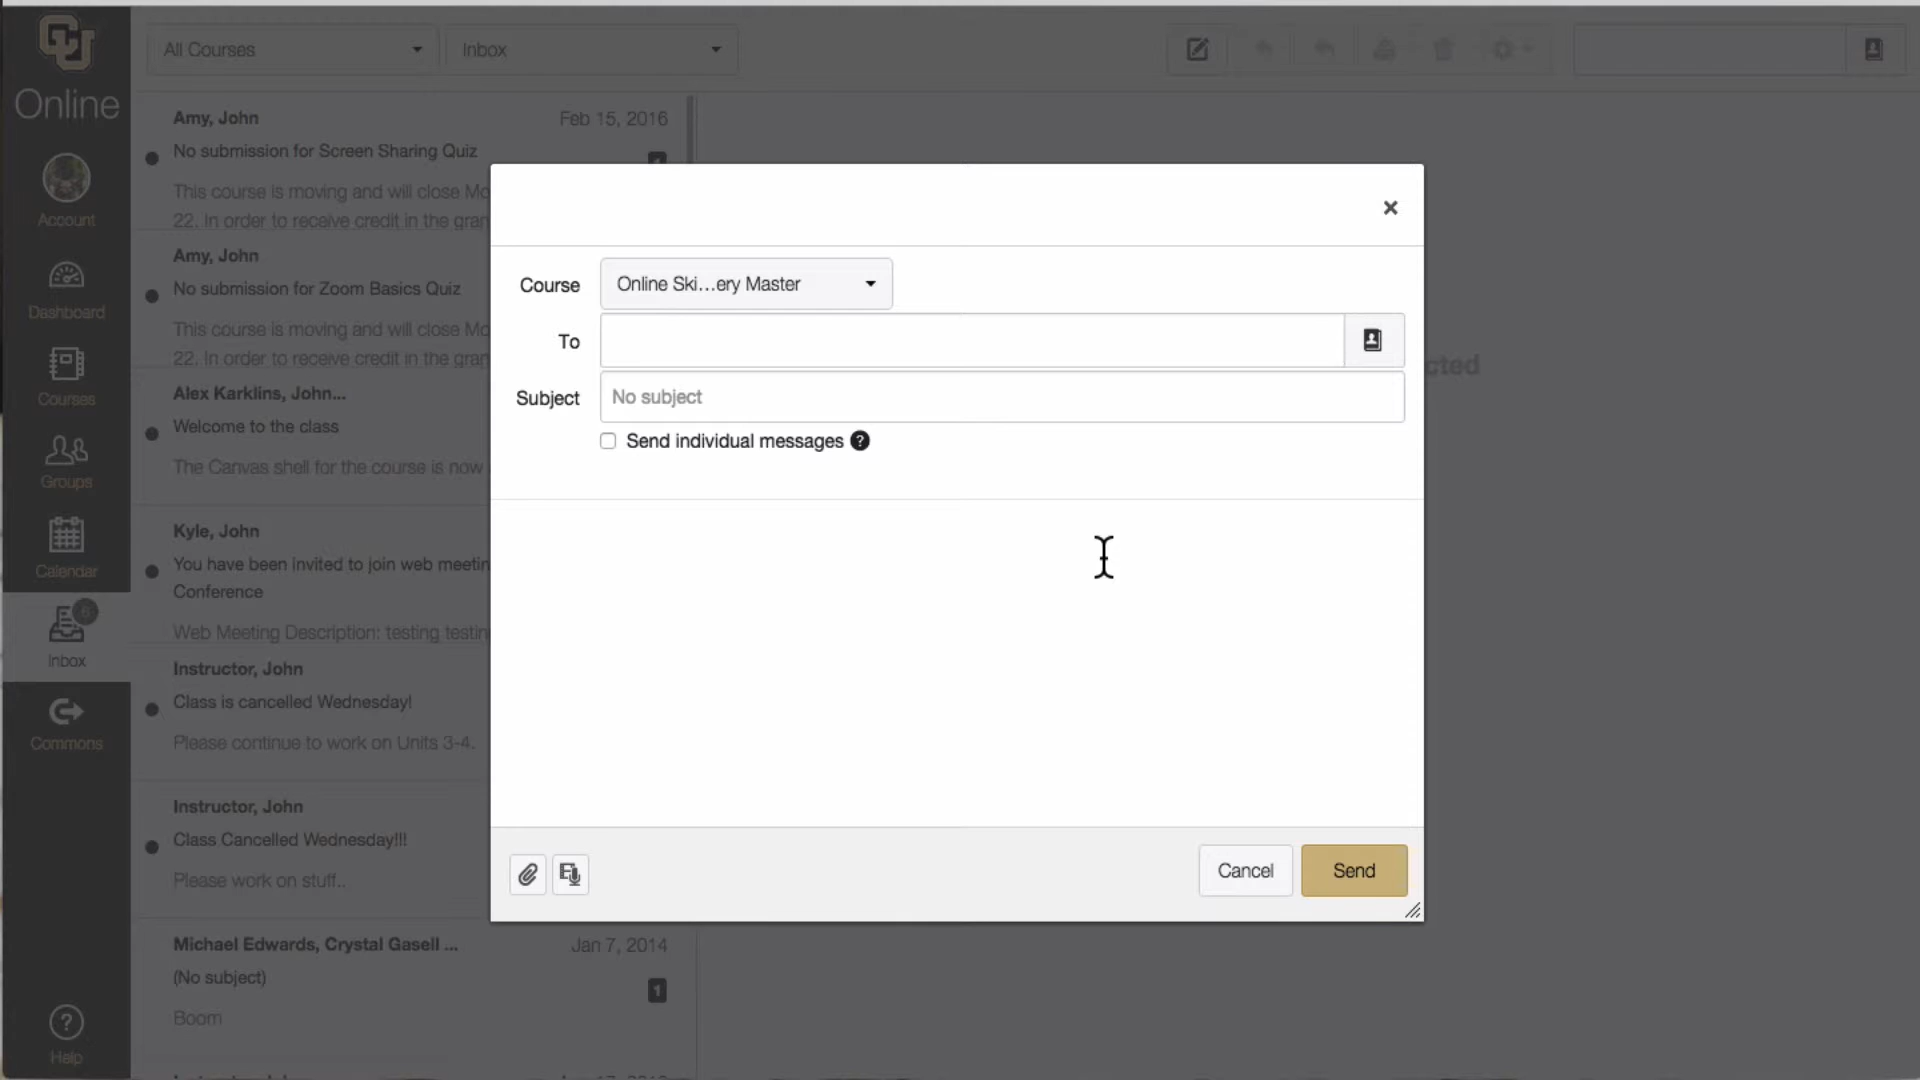 CU
Online
Account
Dashboard
Courses
Groups
Calendar
Inbox
Commons
Help
All Courses
Inbox
Amy, John
Feb 15, 2016
No submission for Screen Sharing Quiz
This course is moving and will close Mo
22. In order to receive credit in the gra
Amy, John
No submission for Zoom Basics Quiz
This course is moving and will close Mo
22. In order to receive credit in the gra
Alex Karklins, John...
Welcome to the class
The Canvas shell for the course is now
Kyle, John
You have been invited to join web meetin
Conference
Web Meeting Description: testing testin
Instructor, John
Class is cancelled Wednesday!
Please continue to work on Units 3-4.
Instructor, John
Class Cancelled Wednesday!!!
Please work on stuff..
Michael Edwards, Crystal Gasell ...
Jan 7, 2014
(No subject)
1
Boom
cted
×
Course
Online Ski...ery Master
To
Subject
No subject
Send individual messages ?
Cancel
Send